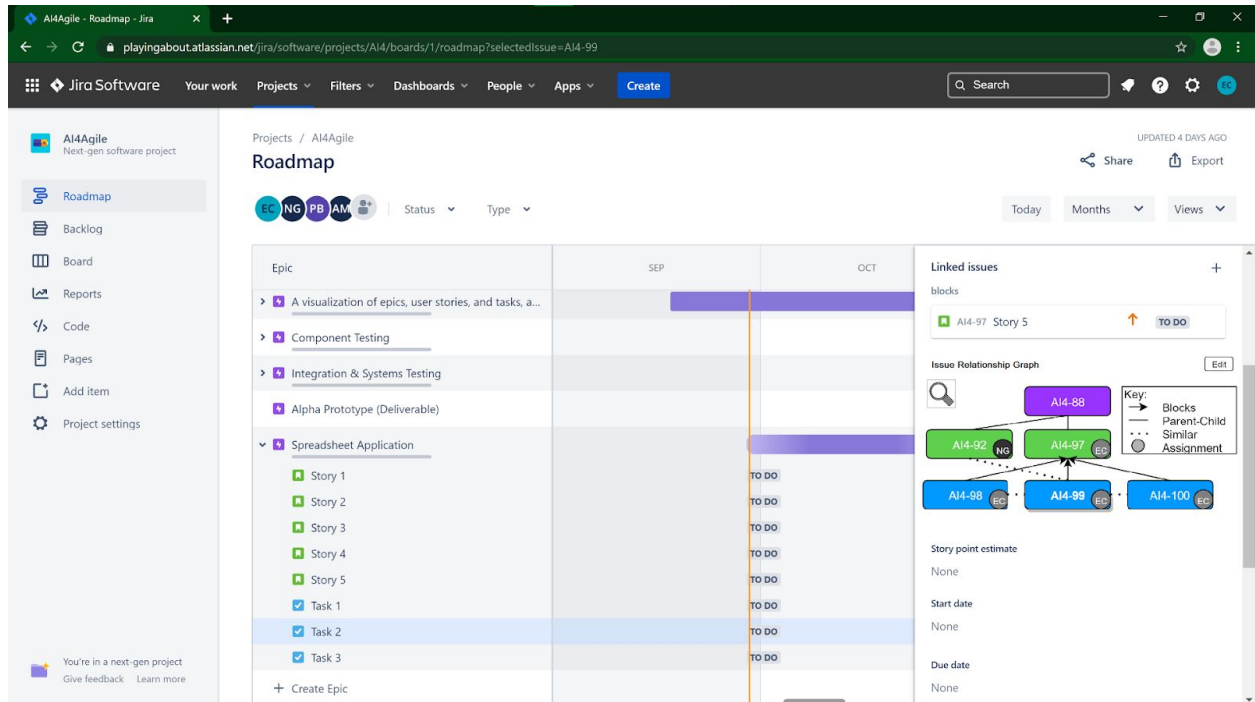 AI4Agile - Roadmap - Jira
playingabout.atlassian.net/jira/software/projects/AI4/boards/1/roadmap?selectedIssue=AI4-99
Jira Software Your work Projects Filters Dashboards People Apps Create Search EC
AI4Agile
Next-gen software project
Roadmap
Backlog
Board
Reports
Code
Pages
Add item
Project settings
You're in a next-gen project
Give feedback Learn more
Projects / AI4Agile
UPDATED 4 DAYS AGO
Roadmap
Share Export
EC NG PB AM Status Type
Today Months Views
Epic SEP OCT
A visualization of epics, user stories, and tasks, a...
Component Testing
Integration & Systems Testing
Alpha Prototype (Deliverable)
Spreadsheet Application
Story 1 TO DO
Story 2 TO DO
Story 3 TO DO
Story 4 TO DO
Story 5 TO DO
Task 1 TO DO
Task 2 TO DO
Task 3 TO DO
+ Create Epic
Linked issues +
blocks
AI4-97 Story 5 TO DO
Issue Relationship Graph Edit
AI4-88
AI4-92 NG AI4-97 EC
AI4-98 EC AI4-99 EC AI4-100 EC
Key:
Blocks
Parent-Child
Similar
Assignment
Story point estimate
None
Start date
None
Due date
None